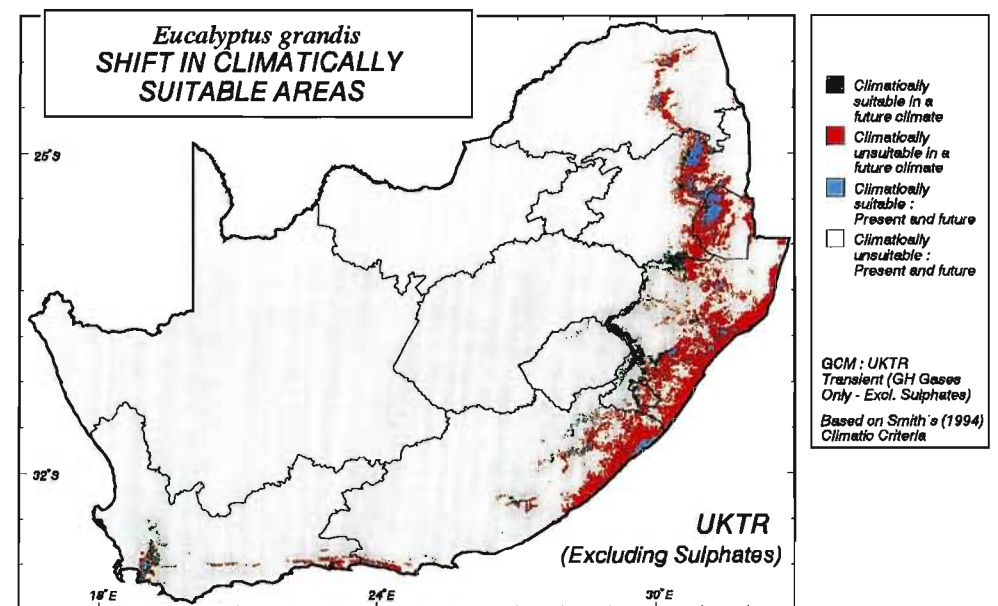 Eucalyptus grandis
SHIFT IN CLIMATICALLY
SUITABLE AREAS
25°S
32°S
18°E
24°E
30°E
UKTR
(Excluding Sulphates)
Climatically
suitable in a
future climate
Climatically
unsuitable in a
future climate
Climatically
suitable :
Present and future
Climatically
unsuitable :
Present and future
GCM : UKTR
Transient (GH Gases
Only - Excl. Sulphates)
Based on Smith's (1994)
Climatic Criteria